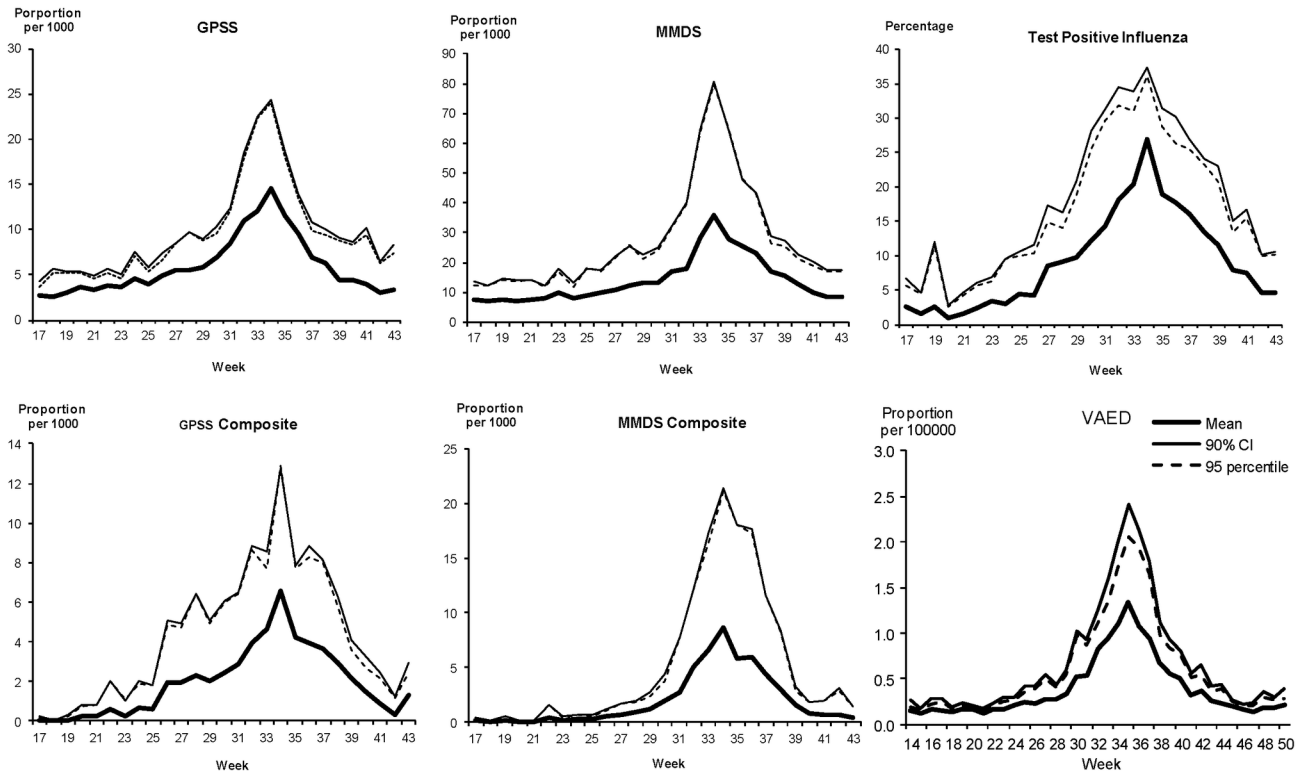 Porportion
per 1000
GPSS
30
25
20
15
10
5
0
17 19 21 23 25 27 29 31 33 35 37 39 41 43
Week
Porportion
per 1000
MMDS
90
80
70
60
50
40
30
20
10
0
17 19 21 23 25 27 29 31 33 35 37 39 41 43
Week
Percentage
Test Positive Influenza
40
35
30
25
20
15
10
5
0
17 19 21 23 25 27 29 31 33 35 37 39 41 43
Week
Proportion
per 1000
GPSS Composite
14
12
10
8
6
4
2
0
17 19 21 23 25 27 29 31 33 35 37 39 41 43
Week
Proportion
per 1000
MMDS Composite
25
20
15
10
5
0
17 19 21 23 25 27 29 31 33 35 37 39 41 43
Week
Proportion
per 100000
VAED
Mean
90% CI
95 percentile
3.0
2.5
2.0
1.5
1.0
0.5
0.0
14 16 18 20 22 24 26 28 30 32 34 36 38 40 42 44 46 48 50
Week